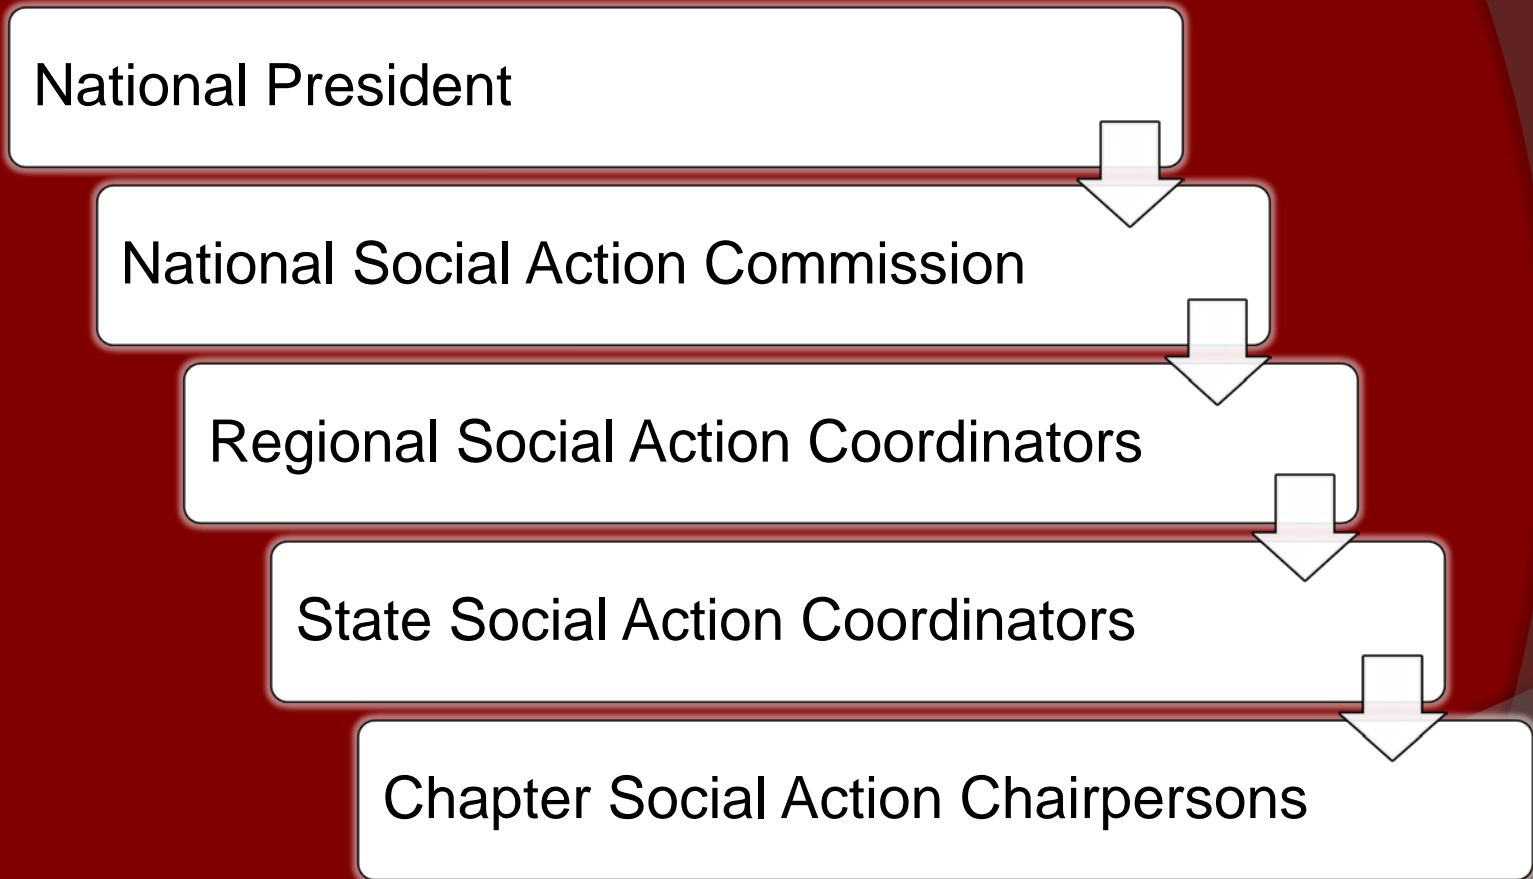 National President
National Social Action Commission
Regional Social Action Coordinators
State Social Action Coordinators
Chapter Social Action Chairpersons